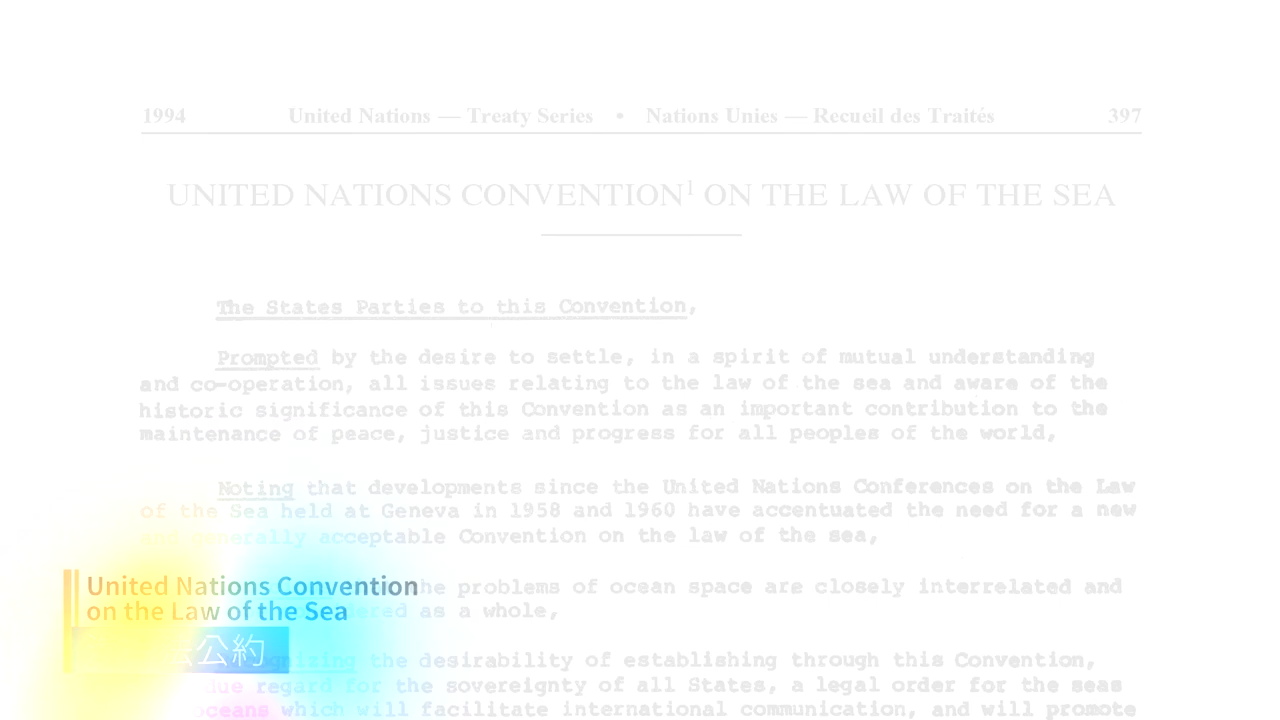 1994 United Nations — Treaty Series • Nations Unies — Recueil des Traités 397
UNITED NATIONS CONVENTION¹ ON THE LAW OF THE SEA
The States Parties to this Convention,
Prompted by the desire to settle, in a spirit of mutual understanding
and co-operation, all issues relating to the law of the sea and aware of the
historic significance of this Convention as an important contribution to the
maintenance of peace, justice and progress for all peoples of the world,
Noting that developments since the United Nations Conferences on the Law
of the Sea held at Geneva in 1958 and 1960 have accentuated the need for a new
and generally acceptable Convention on the law of the sea,
the problems of ocean space are closely interrelated and
as a whole,
the desirability of establishing through this Convention,
due regard for the sovereignty of all States, a legal order for the seas
oceans which will facilitate international communication, and will promote
United Nations Convention
on the Law of the Sea
公約